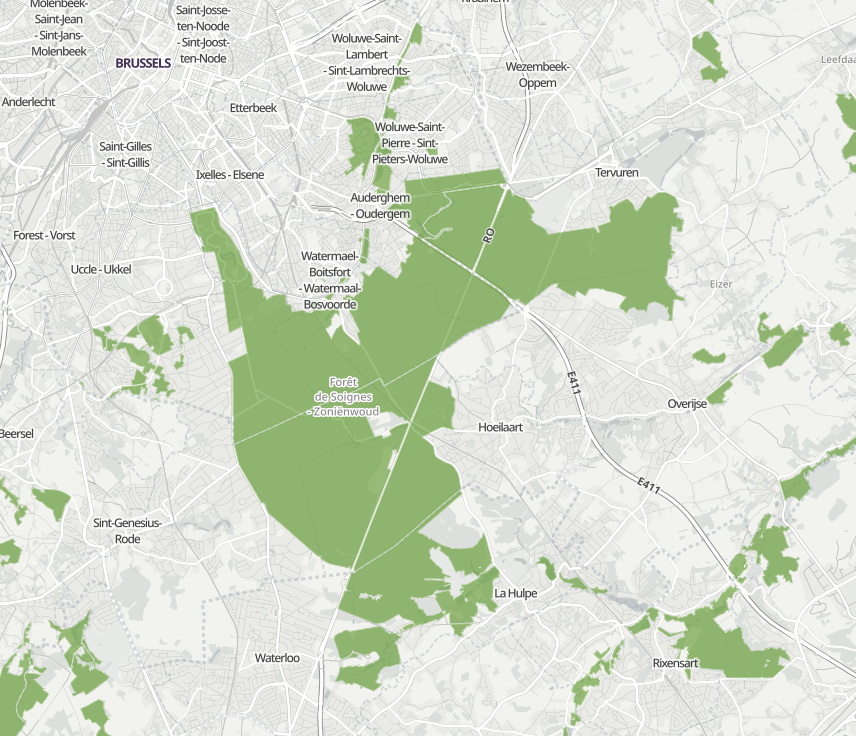 Molenbeek-
Saint-Jean
- Sint-Jans-
Molenbeek
Saint-Josse-
ten-Noode
- Sint-Joost-
ten-Node
BRUSSELS
Woluwe-Saint-
Lambert
- Sint-Lambrechts-
Woluwe
Wezembeek-
Oppem
Anderlecht
Etterbeek
Woluwe-Saint-
Pierre - Sint-
Pieters-Woluwe
Saint-Gilles
- Sint-Gillis
Ixelles - Elsene
Tervuren
Auderghem
- Oudergem
RO
Forest - Vorst
Uccle - Ukkel
Watermael-
Boitsfort
- Watermaal-
Bosvoorde
Eizer
Forêt
de Soignes
- Zoniënwoud
E411
Overijse
Hoeilaart
Beersel
E411
Sint-Genesius-
Rode
La Hulpe
Waterloo
Rixensart